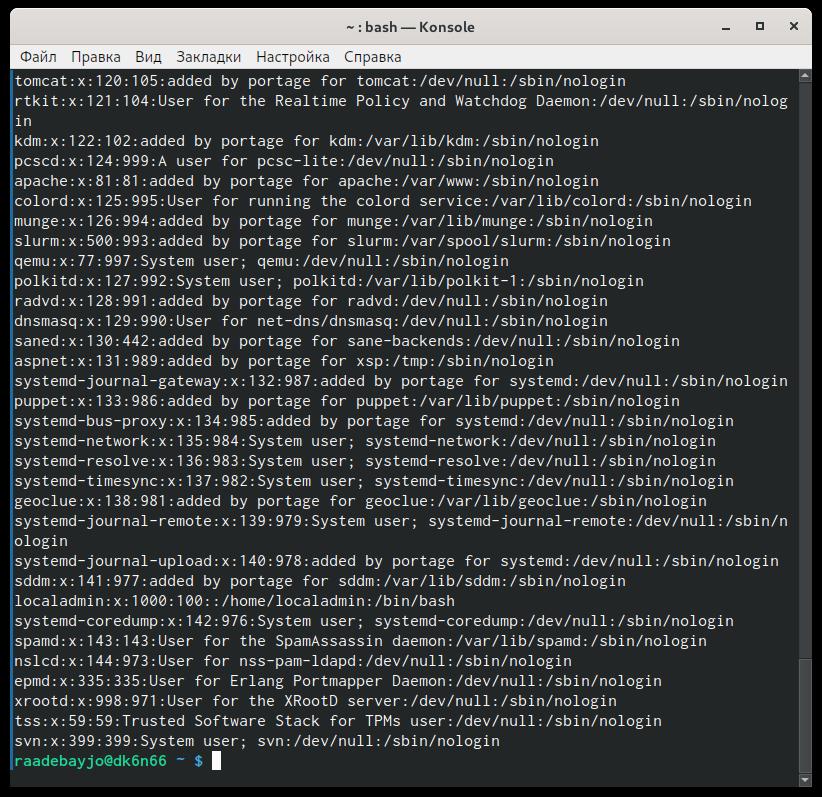 ~ : bash — Konsole
Файл Правка Вид Закладки Настройка Справка
tomcat:x:120:105:added by portage for tomcat:/dev/null:/sbin/nologin
rtkit:x:121:104:User for the Realtime Policy and Watchdog Daemon:/dev/null:/sbin/nolog
in
kdm:x:122:102:added by portage for kdm:/var/lib/kdm:/sbin/nologin
pcscd:x:124:999:A user for pcsc-lite:/dev/null:/sbin/nologin
apache:x:81:81:added by portage for apache:/var/www:/sbin/nologin
colord:x:125:995:User for running the colord service:/var/lib/colord:/sbin/nologin
munge:x:126:994:added by portage for munge:/var/lib/munge:/sbin/nologin
slurm:x:500:993:added by portage for slurm:/var/spool/slurm:/sbin/nologin
qemu:x:77:997:System user; qemu:/dev/null:/sbin/nologin
polkitd:x:127:992:System user; polkitd:/var/lib/polkit-1:/sbin/nologin
radvd:x:128:991:added by portage for radvd:/dev/null:/sbin/nologin
dnsmasq:x:129:990:User for net-dns/dnsmasq:/dev/null:/sbin/nologin
saned:x:130:442:added by portage for sane-backends:/dev/null:/sbin/nologin
aspnet:x:131:989:added by portage for xsp:/tmp:/sbin/nologin
systemd-journal-gateway:x:132:987:added by portage for systemd:/dev/null:/sbin/nologin
puppet:x:133:986:added by portage for puppet:/var/lib/puppet:/sbin/nologin
systemd-bus-proxy:x:134:985:added by portage for systemd:/dev/null:/sbin/nologin
systemd-network:x:135:984:System user; systemd-network:/dev/null:/sbin/nologin
systemd-resolve:x:136:983:System user; systemd-resolve:/dev/null:/sbin/nologin
systemd-timesync:x:137:982:System user; systemd-timesync:/dev/null:/sbin/nologin
geoclue:x:138:981:added by portage for geoclue:/var/lib/geoclue:/sbin/nologin
systemd-journal-remote:x:139:979:System user; systemd-journal-remote:/dev/null:/sbin/n
ologin
systemd-journal-upload:x:140:978:added by portage for systemd:/dev/null:/sbin/nologin
sddm:x:141:977:added by portage for sddm:/var/lib/sddm:/sbin/nologin
localadmin:x:1000:100::/home/localadmin:/bin/bash
systemd-coredump:x:142:976:System user; systemd-coredump:/dev/null:/sbin/nologin
spamd:x:143:143:User for the SpamAssassin daemon:/var/lib/spamd:/sbin/nologin
nslcd:x:144:973:User for nss-pam-ldapd:/dev/null:/sbin/nologin
epmd:x:335:335:User for Erlang Portmapper Daemon:/dev/null:/sbin/nologin
xrootd:x:998:971:User for the XRootD server:/dev/null:/sbin/nologin
tss:x:59:59:Trusted Software Stack for TPMs user:/dev/null:/sbin/nologin
svn:x:399:399:System user; svn:/dev/null:/sbin/nologin
raadebayjo@dk6n66 ~ $